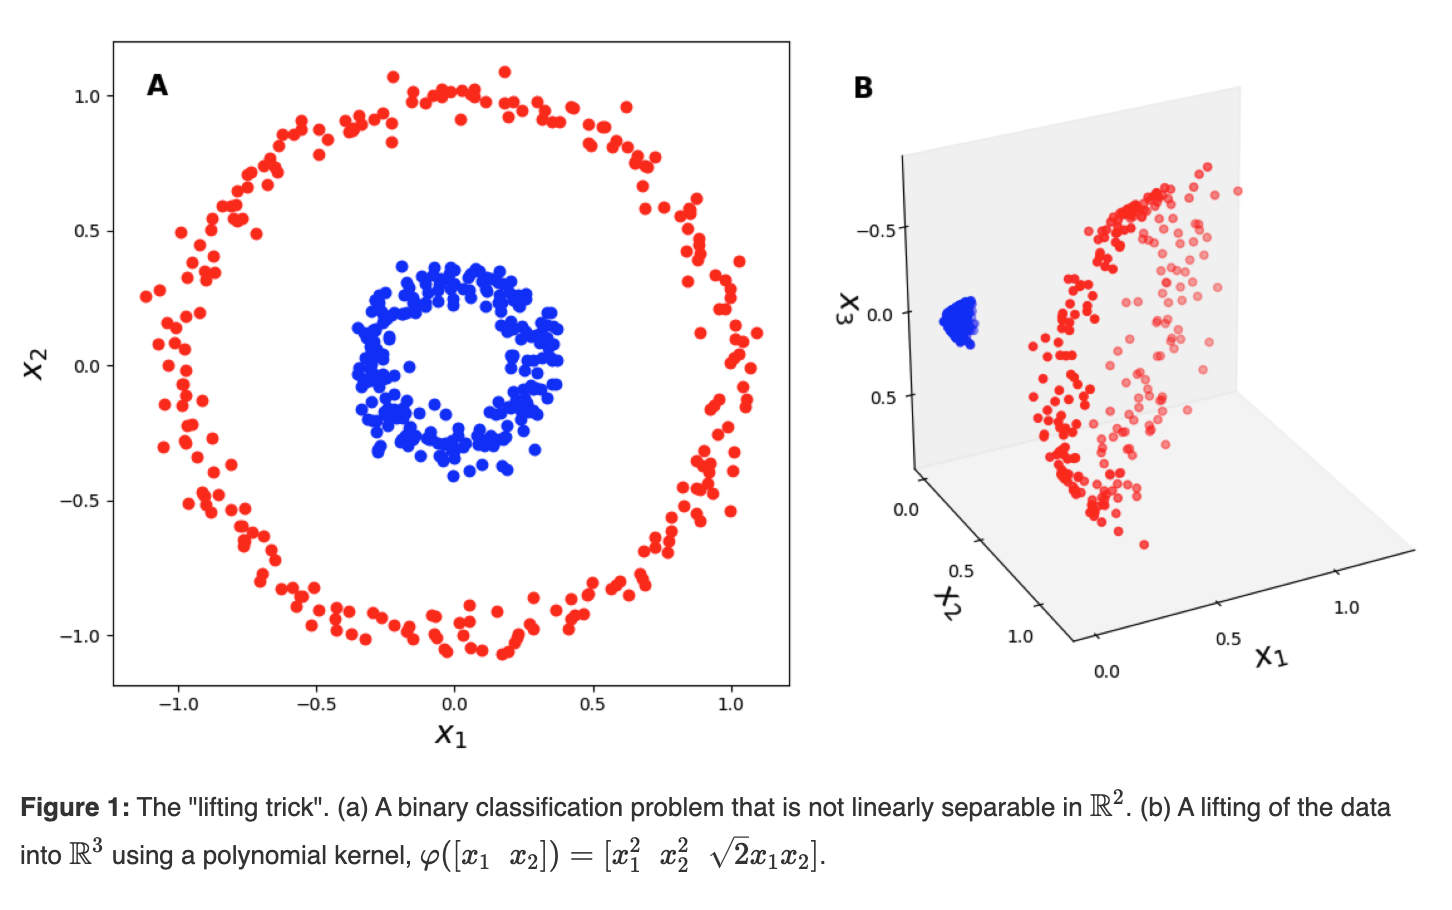 A
1.0
0.5
0.0
−0.5
−1.0
x₂
−1.0 −0.5 0.0 0.5 1.0
x₁
B
−0.5
0.0
0.5
x₃
0.0
0.5
1.0
x₂
0.0
0.5
1.0
x₁
Figure 1: The "lifting trick". (a) A binary classification problem that is not linearly separable in ℝ². (b) A lifting of the data
into ℝ³ using a polynomial kernel, φ([x₁ x₂]) = [x₁² x₂² √2x₁x₂].